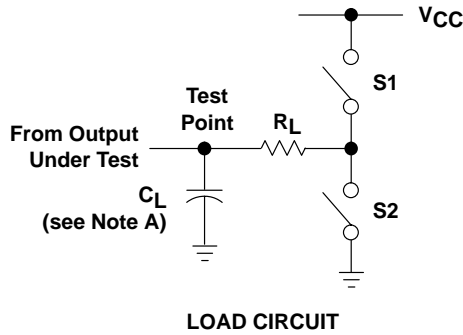 VCC
S1
Test
Point
RL
From Output
Under Test
CL
(see Note A)
S2
LOAD CIRCUIT